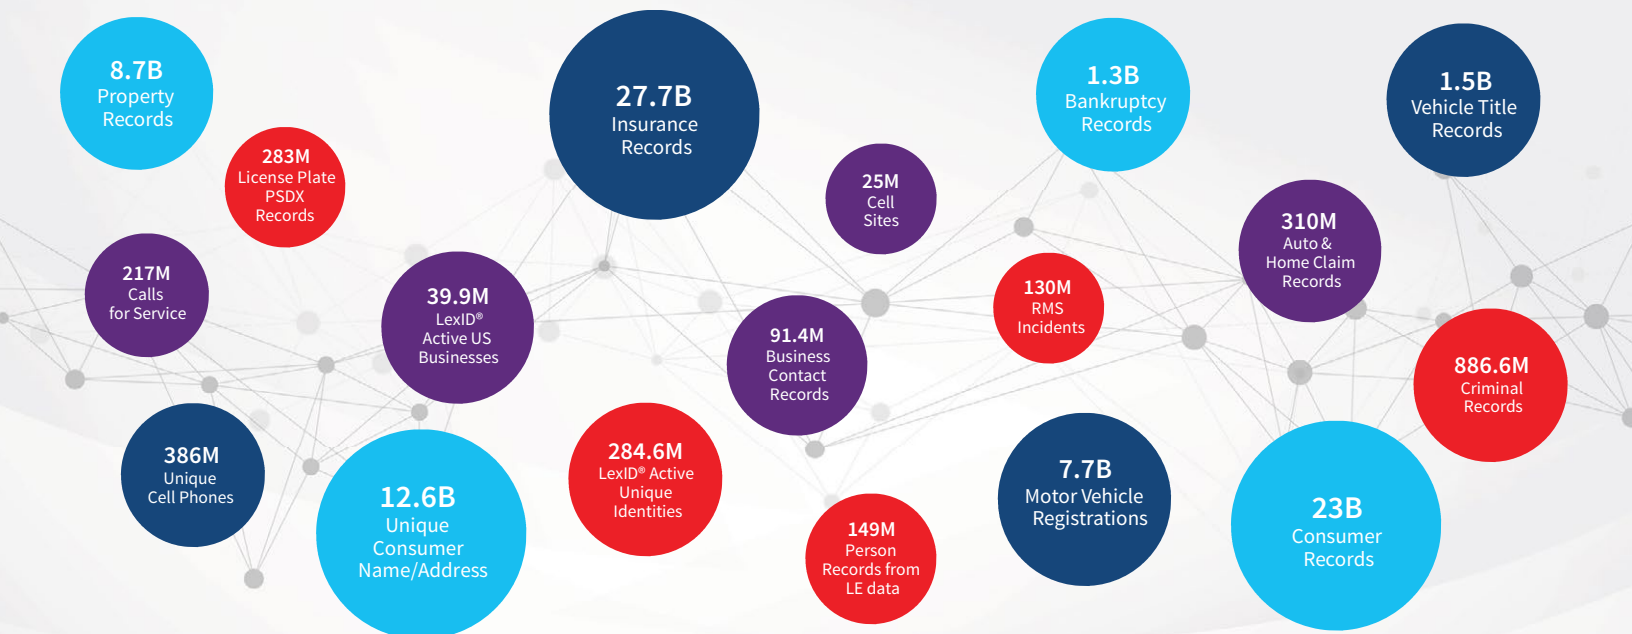 8.7B
Property
Records
283M
License Plate
PSDX
Records
27.7B
Insurance
Records
25M
Cell
Sites
1.3B
Bankruptcy
Records
1.5B
Vehicle Title
Records
217M
Calls
for Service
39.9M
LexID®
Active US
Businesses
91.4M
Business
Contact
Records
130M
RMS
Incidents
310M
Auto &
Home Claim
Records
886.6M
Criminal
Records
386M
Unique
Cell Phones
12.6B
Unique
Consumer
Name/Address
284.6M
LexID® Active
Unique
Identities
149M
Person
Records from
LE data
7.7B
Motor Vehicle
Registrations
23B
Consumer
Records